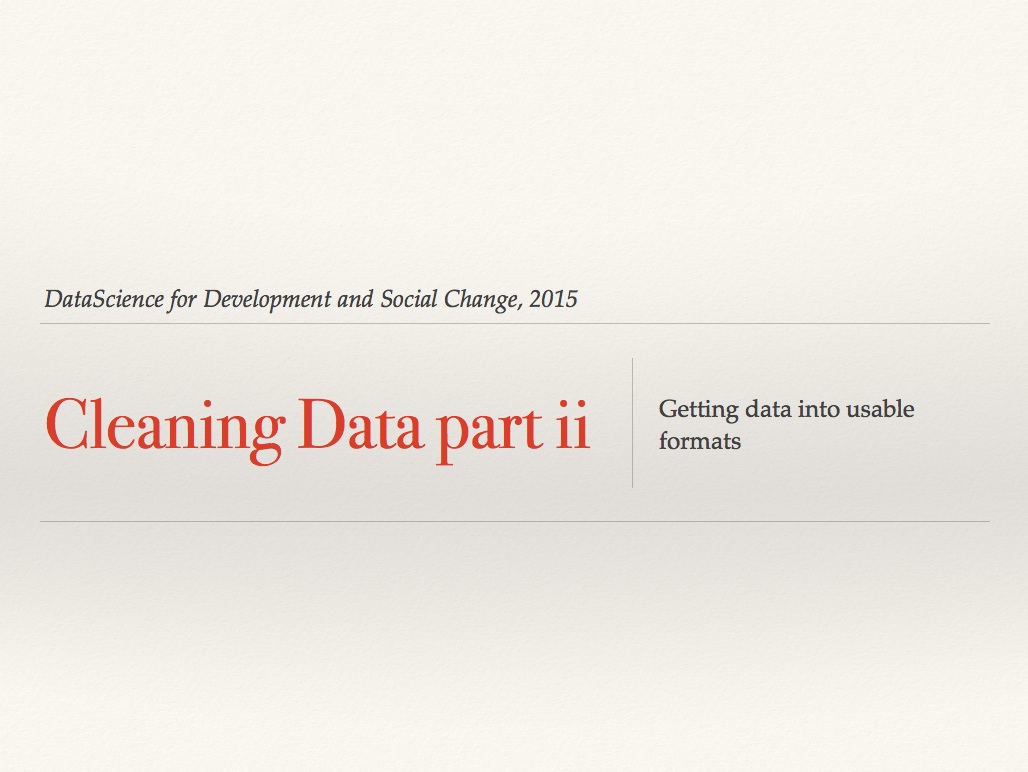 DataScience for Development and Social Change, 2015
Cleaning Data part ii
Getting data into usable
formats